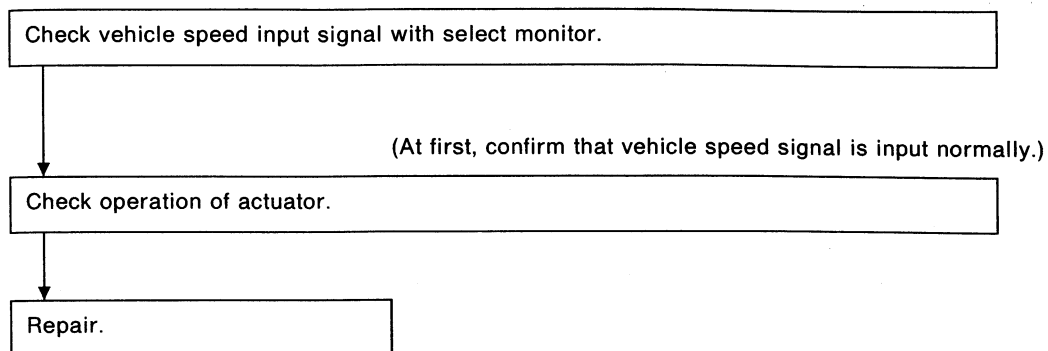 Check vehicle speed input signal with select monitor.
(At first, confirm that vehicle speed signal is input normally.)
Check operation of actuator.
Repair.